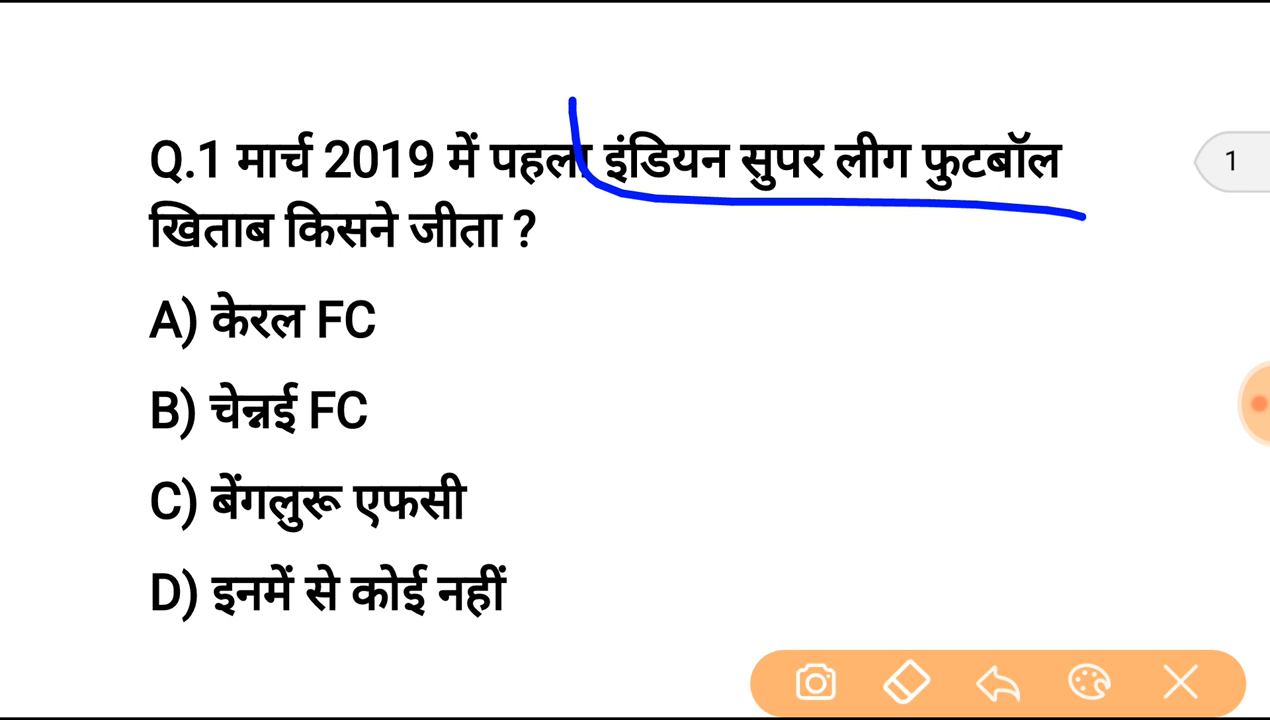 Q.1 मार्च 2019 में पहला इंडियन सुपर लीग फुटबॉल
खिताब किसने जीता ?
A) केरल FC
B) चेन्नई FC
C) बेंगलुरू एफसी
D) इनमें से कोई नहीं
1